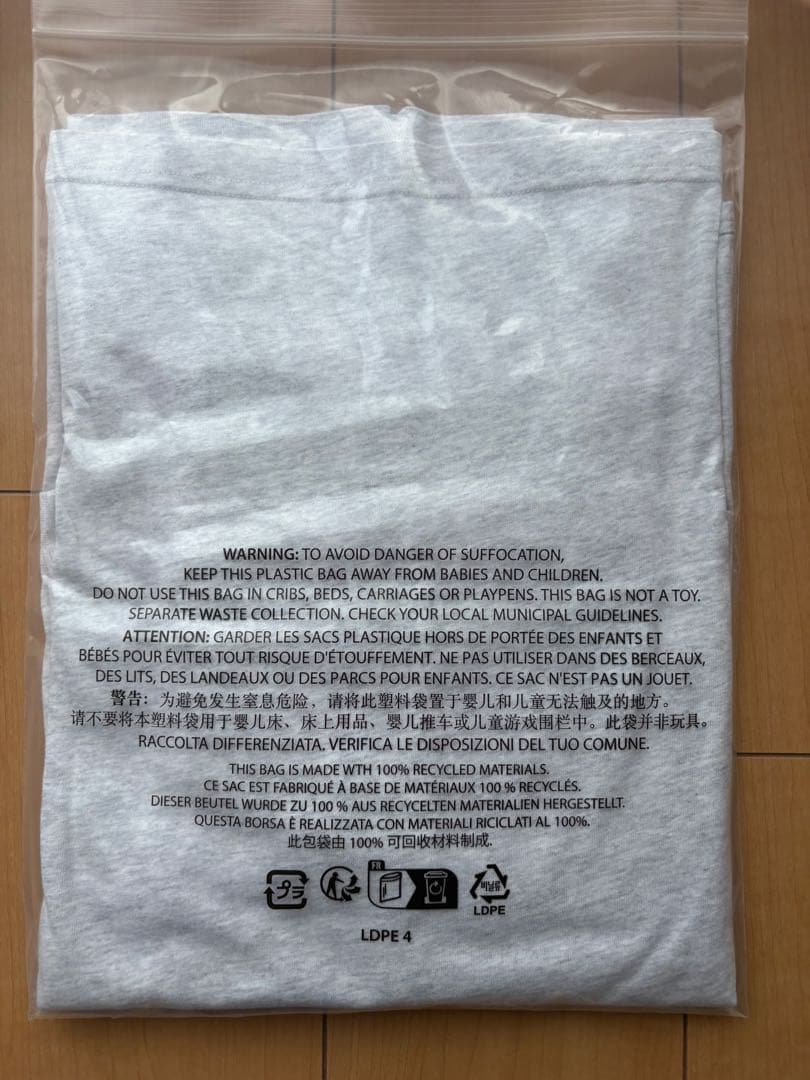 WARNING: TO AVOID DANGER OF SUFFOCATION,
KEEP THIS PLASTIC BAG AWAY FROM BABIES AND CHILDREN.
DO NOT USE THIS BAG IN CRIBS, BEDS, CARRIAGES OR PLAYPENS. THIS BAG IS NOT A TOY.
SEPARATE WASTE COLLECTION. CHECK YOUR LOCAL MUNICIPAL GUIDELINES.
ATTENTION: GARDER LES SACS PLASTIQUE HORS DE PORTÉE DES ENFANTS ET
BÉBÉS POUR ÉVITER TOUT RISQUE D'ÉTOUFFEMENT. NE PAS UTILISER DANS DES BERCEAUX,
DES LITS, DES LANDEAUX OU DES PARCS POUR ENFANTS. CE SAC N'EST PAS UN JOUET.
警告：为避免发生窒息危险，请将此塑料袋置于婴儿和儿童无法触及的地方。
请不要将本塑料袋用于婴儿床、床上用品、婴儿推车或儿童游戏围栏中。此袋并非玩具。
RACCOLTA DIFFERENZIATA. VERIFICA LE DISPOSIZIONI DEL TUO COMUNE.
THIS BAG IS MADE WTH 100% RECYCLED MATERIALS.
CE SAC EST FABRIQUÉ À BASE DE MATÉRIAUX 100 % RECYCLÉS.
DIESER BEUTEL WURDE ZU 100 % AUS RECYCELTEN MATERIALIEN HERGESTELLT.
QUESTA BORSA È REALIZZATA CON MATERIALI RICICLATI AL 100%.
此包袋由 100% 可回收材料制成.
プラ
FR
비닐류
LDPE
LDPE 4